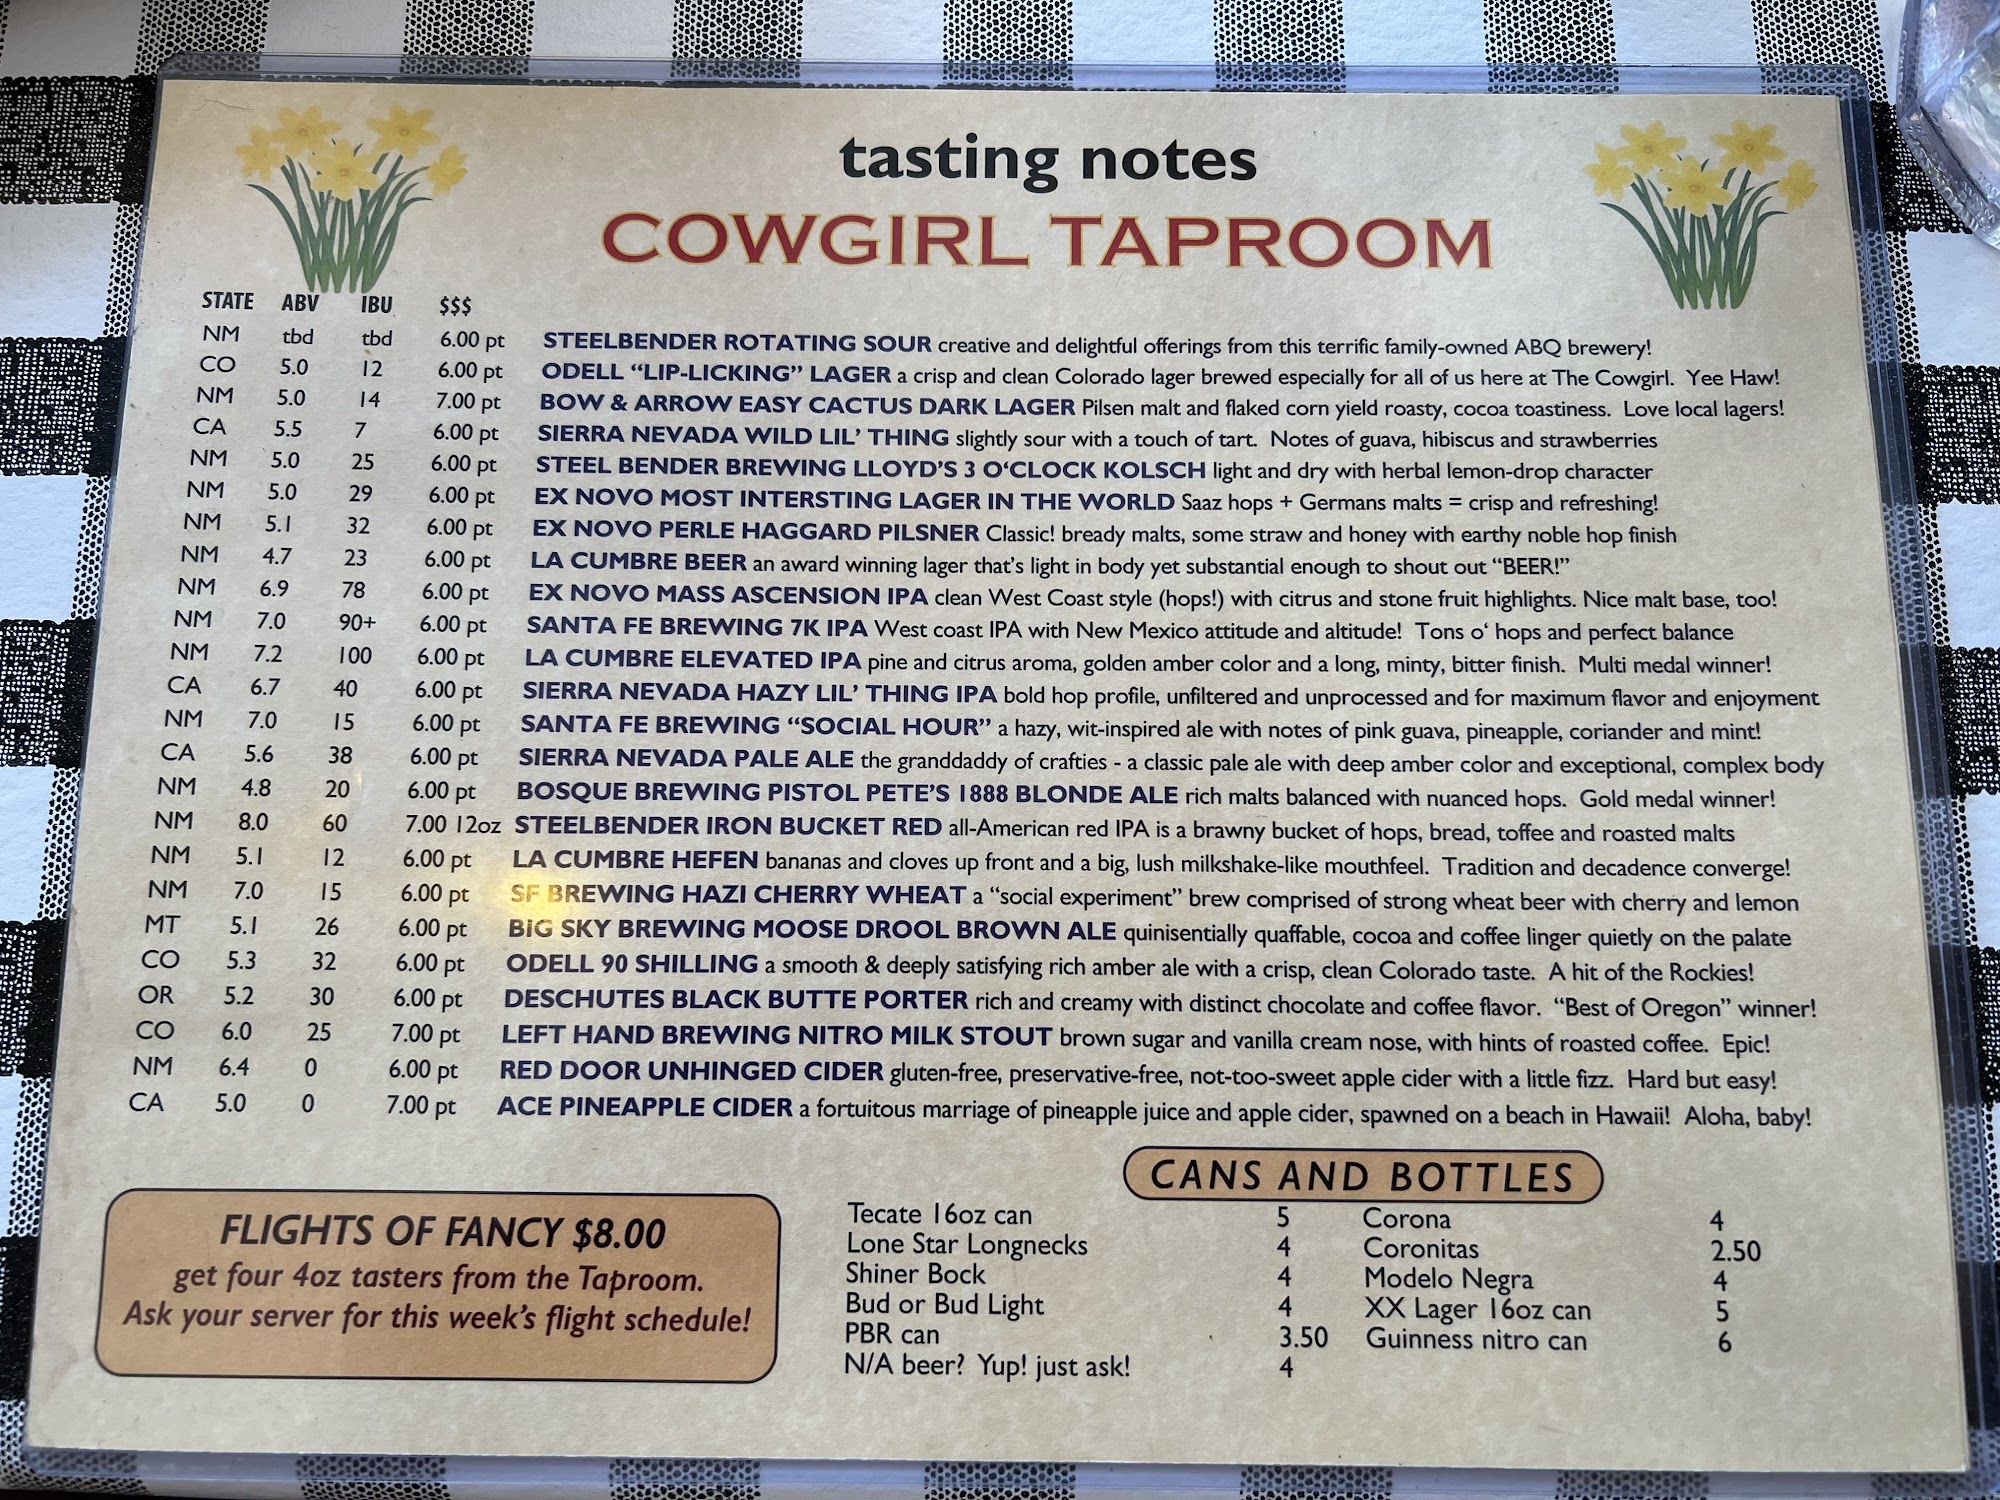 tasting notes
COWGIRL TAPROOM
STATE ABV IBU $$$
NM tbd tbd 6.00 pt STEELBENDER ROTATING SOUR creative and delightful offerings from this terrific family-owned ABQ brewery!
CO 5.0 12 6.00 pt ODELL “LIP-LICKING” LAGER a crisp and clean Colorado lager brewed especially for all of us here at The Cowgirl. Yee Haw!
NM 5.0 14 7.00 pt BOW & ARROW EASY CACTUS DARK LAGER Pilsen malt and flaked corn yield roasty, cocoa toastiness. Love local lagers!
CA 5.5 7 6.00 pt SIERRA NEVADA WILD LIL’ THING slightly sour with a touch of tart. Notes of guava, hibiscus and strawberries
NM 5.0 25 6.00 pt STEEL BENDER BREWING LLOYD’S 3 O‘CLOCK KOLSCH light and dry with herbal lemon-drop character
NM 5.0 29 6.00 pt EX NOVO MOST INTERSTING LAGER IN THE WORLD Saaz hops + Germans malts = crisp and refreshing!
NM 5.1 32 6.00 pt EX NOVO PERLE HAGGARD PILSNER Classic! bready malts, some straw and honey with earthy noble hop finish
NM 4.7 23 6.00 pt LA CUMBRE BEER an award winning lager that’s light in body yet substantial enough to shout out “BEER!”
NM 6.9 78 6.00 pt EX NOVO MASS ASCENSION IPA clean West Coast style (hops!) with citrus and stone fruit highlights. Nice malt base, too!
NM 7.0 90+ 6.00 pt SANTA FE BREWING 7K IPA West coast IPA with New Mexico attitude and altitude! Tons o‘ hops and perfect balance
NM 7.2 100 6.00 pt LA CUMBRE ELEVATED IPA pine and citrus aroma, golden amber color and a long, minty, bitter finish. Multi medal winner!
CA 6.7 40 6.00 pt SIERRA NEVADA HAZY LIL’ THING IPA bold hop profile, unfiltered and unprocessed and for maximum flavor and enjoyment
NM 7.0 15 6.00 pt SANTA FE BREWING “SOCIAL HOUR” a hazy, wit-inspired ale with notes of pink guava, pineapple, coriander and mint!
CA 5.6 38 6.00 pt SIERRA NEVADA PALE ALE the granddaddy of crafties - a classic pale ale with deep amber color and exceptional, complex body
NM 4.8 20 6.00 pt BOSQUE BREWING PISTOL PETE’S 1888 BLONDE ALE rich malts balanced with nuanced hops. Gold medal winner!
NM 8.0 60 7.00 12oz STEELBENDER IRON BUCKET RED all-American red IPA is a brawny bucket of hops, bread, toffee and roasted malts
NM 5.1 12 6.00 pt LA CUMBRE HEFEN bananas and cloves up front and a big, lush milkshake-like mouthfeel. Tradition and decadence converge!
NM 7.0 15 6.00 pt SF BREWING HAZI CHERRY WHEAT a “social experiment” brew comprised of strong wheat beer with cherry and lemon
MT 5.1 26 6.00 pt BiG SKY BREWING MOOSE DROOL BROWN ALE quinisentially quaffable, cocoa and coffee linger quietly on the palate
CO 5.3 32 6.00 pt ODELL 90 SHILLING a smooth & deeply satisfying rich amber ale with a crisp, clean Colorado taste. A hit of the Rockies!
OR 5.2 30 6.00 pt DESCHUTES BLACK BUTTE PORTER rich and creamy with distinct chocolate and coffee flavor. “Best of Oregon” winner!
CO 6.0 25 7.00 pt LEFT HAND BREWING NITRO MILK STOUT brown sugar and vanilla cream nose, with hints of roasted coffee. Epic!
NM 6.4 0 6.00 pt RED DOOR UNHINGED CIDER gluten-free, preservative-free, not-too-sweet apple cider with a little fizz. Hard but easy!
CA 5.0 0 7.00 pt ACE PINEAPPLE CIDER a fortuitous marriage of pineapple juice and apple cider, spawned on a beach in Hawaii! Aloha, baby!
FLIGHTS OF FANCY $8.00
get four 4oz tasters from the Taproom.
Ask your server for this week’s flight schedule!
CANS AND BOTTLES
Tecate 16oz can 5
Lone Star Longnecks 4
Shiner Bock 4
Bud or Bud Light 4
PBR can 3.50
N/A beer? Yup! just ask! 4
Corona 4
Coronitas 2.50
Modelo Negra 4
XX Lager 16oz can 5
Guinness nitro can 6